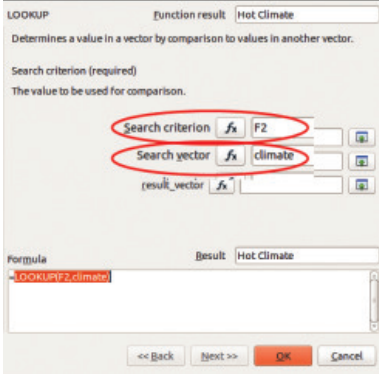 LOOKUP Function result Hot Climate
Determines a value in a vector by comparison to values in another vector.
Search criterion (required)
The value to be used for comparison.
Search criterion fx F2
Search vector fx climate
result_vector fx
Formula Result Hot Climate
=LOOKUP(F2,climate)
<< Back Next >> OK Cancel